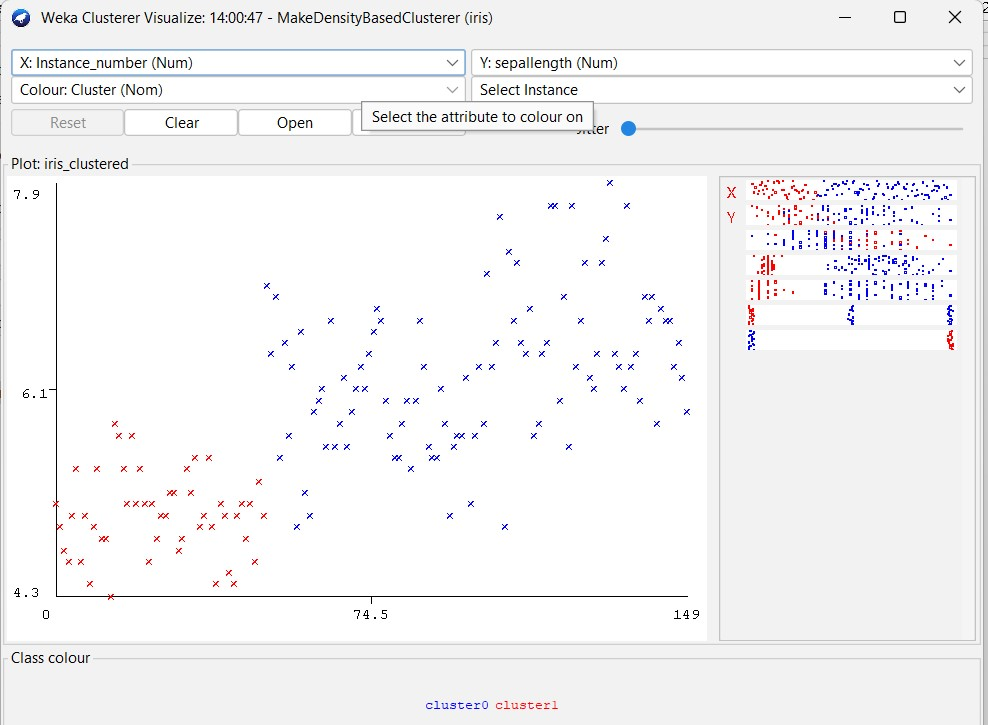 Weka Clusterer Visualize: 14:00:47 - MakeDensityBasedClusterer (iris)
X: Instance_number (Num) Y: sepallength (Num)
Colour: Cluster (Nom) Select Instance
Select the attribute to colour on
Reset Clear Open
Plot: iris_clustered
7.9
X
Y
6.1
4.3
0 74.5 149
Class colour
cluster0 cluster1